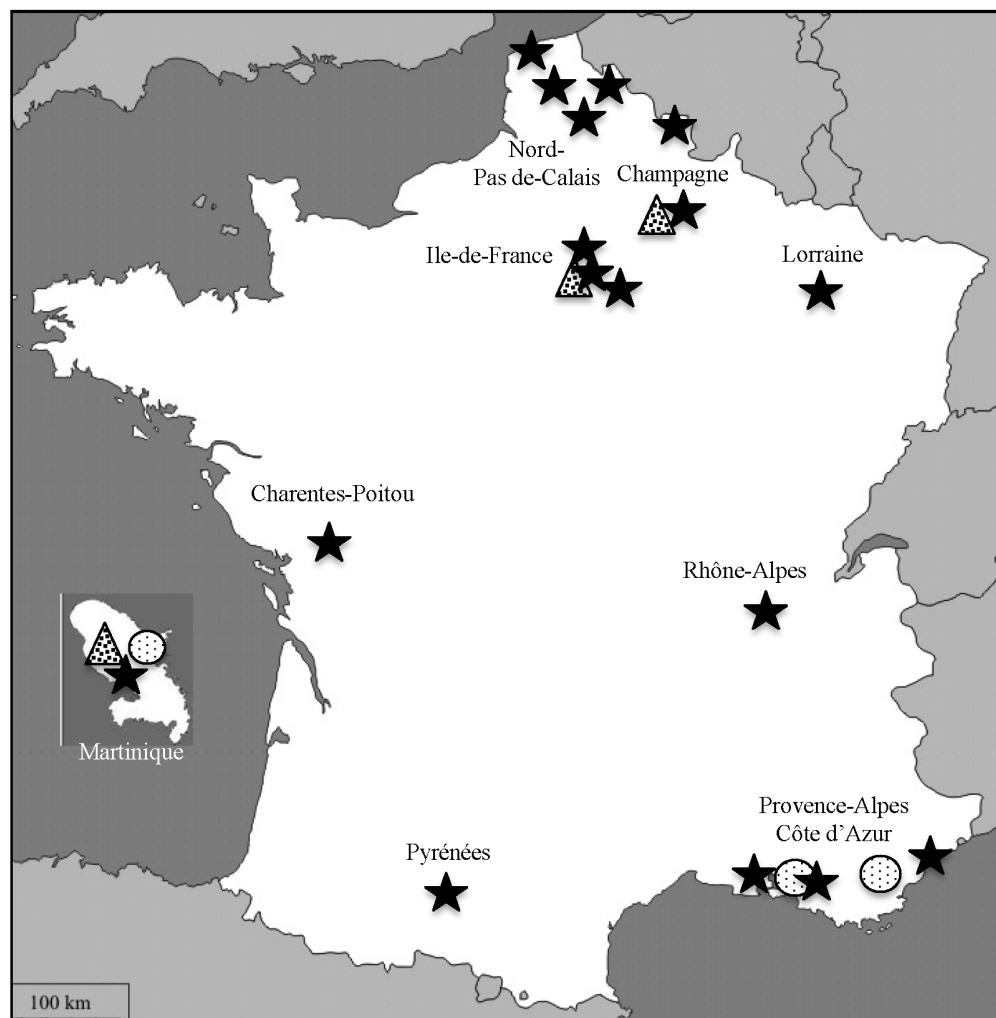 Nord-
Pas de-Calais
Champagne
Ile-de-France
Lorraine
Charentes-Poitou
Rhône-Alpes
Martinique
Provence-Alpes
Côte d'Azur
Pyrénées
100 km